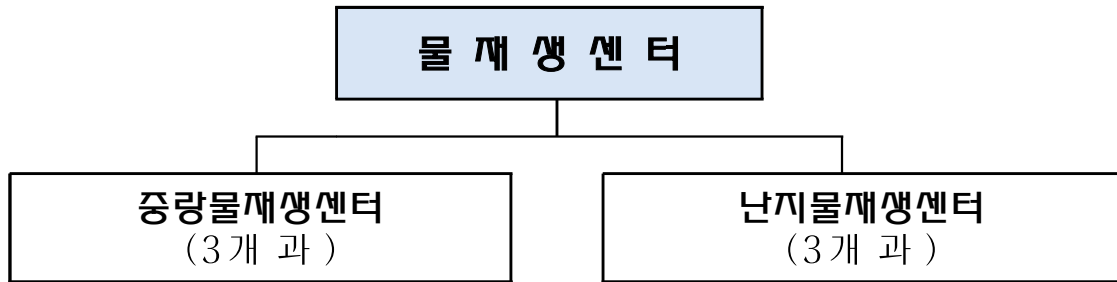 물 재 생 센 터
중랑물재생센터
(3개 과 )
난지물재생센터
(3개 과 )